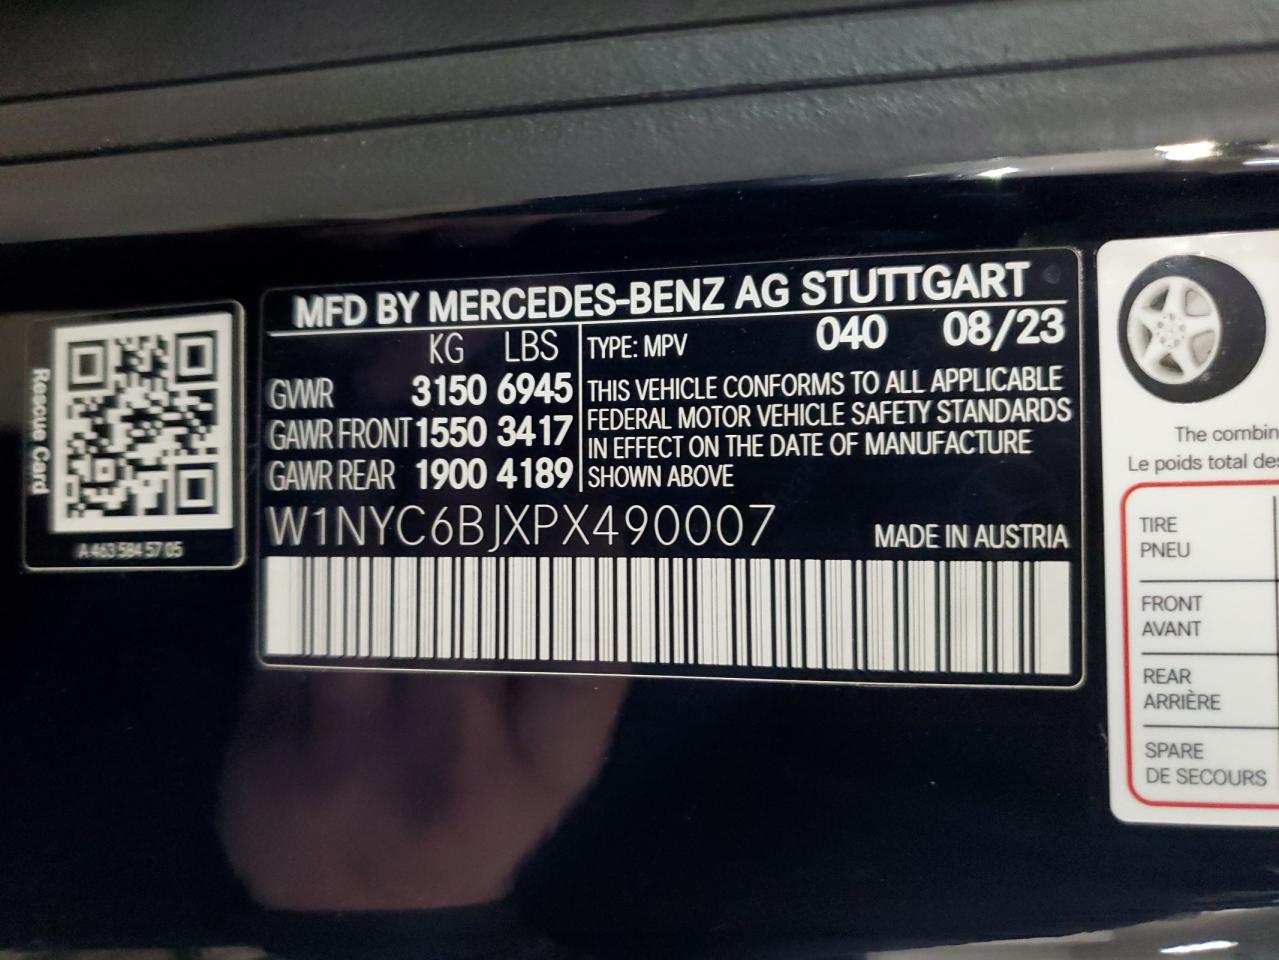 Rescue Card
A 463 584 57 05
MFD BY MERCEDES-BENZ AG STUTTGART
KG LBS
GVWR 3150 6945
GAWR FRONT 1550 3417
GAWR REAR 1900 4189
TYPE: MPV 040 08/23
THIS VEHICLE CONFORMS TO ALL APPLICABLE
FEDERAL MOTOR VEHICLE SAFETY STANDARDS
IN EFFECT ON THE DATE OF MANUFACTURE
SHOWN ABOVE
W1NYC6BJXPX490007 MADE IN AUSTRIA
The combin
Le poids total des
TIRE
PNEU
FRONT
AVANT
REAR
ARRIÈRE
SPARE
DE SECOURS